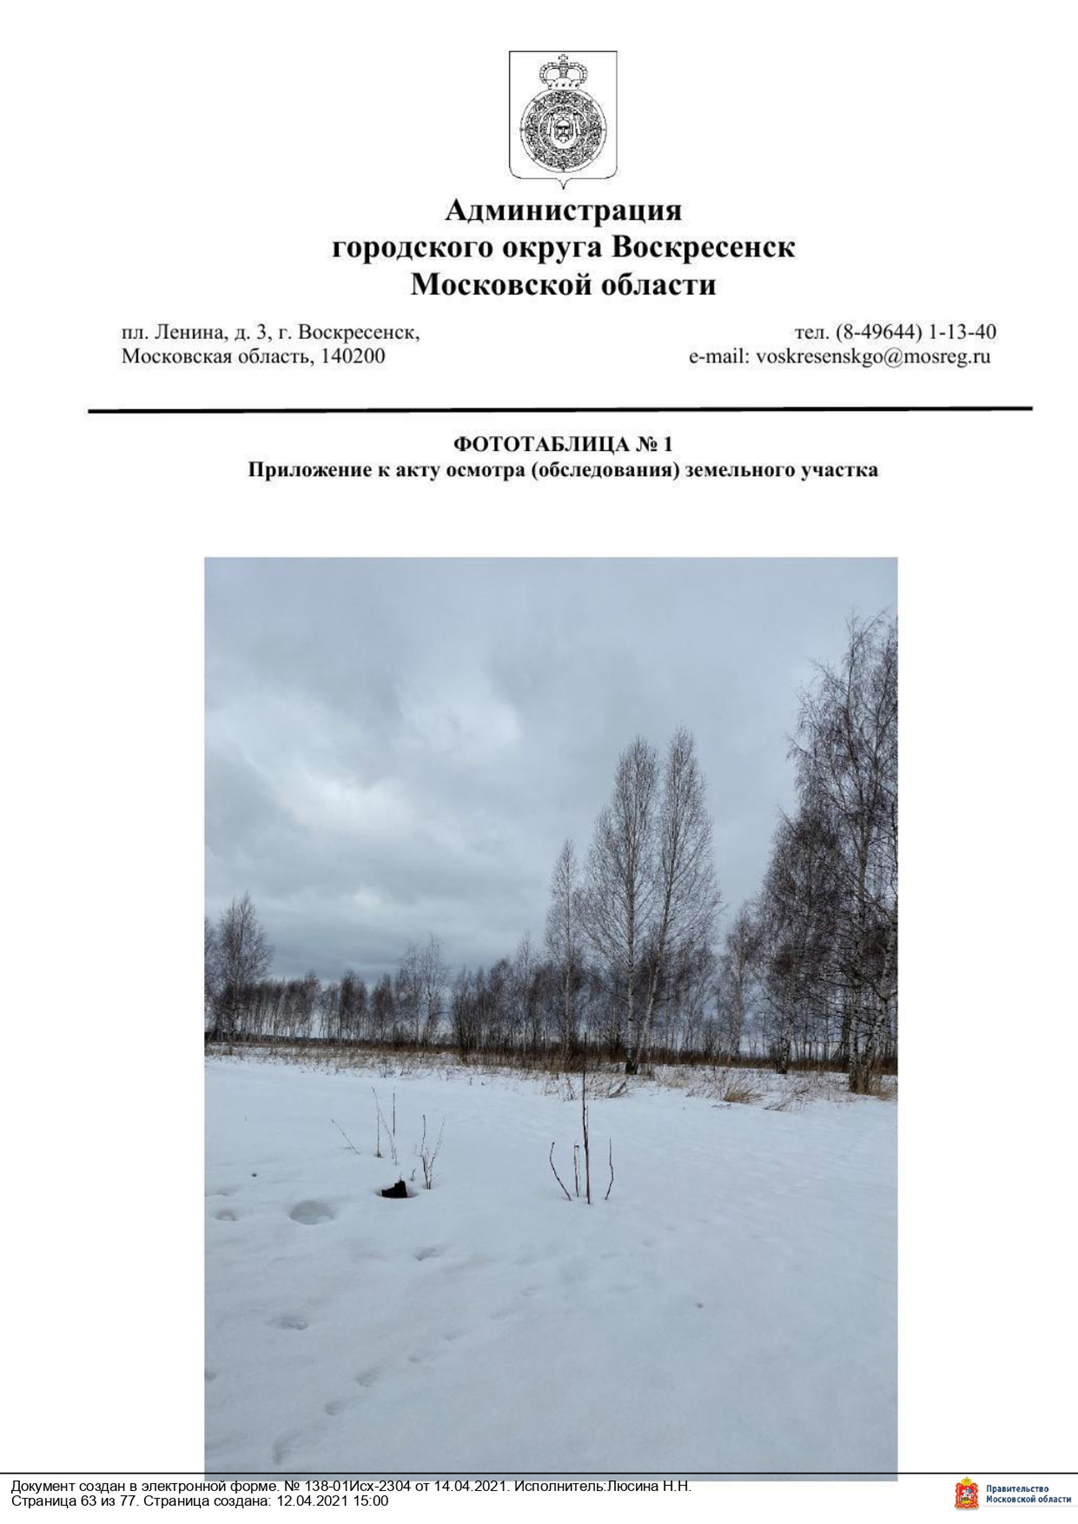 Администрация
городского округа Воскресенск
Московской области
пл. Ленина, д. 3, г. Воскресенск,
Московская область, 140200
тел. (8-49644) 1-13-40
e-mail: voskresenskgo@mosreg.ru
ФОТОТАБЛИЦА № 1
Приложение к акту осмотра (обследования) земельного участка
Документ создан в электронной форме. № 138-01Исх-2304 от 14.04.2021. Исполнитель:Люсина Н.Н.
Страница 63 из 77. Страница создана: 12.04.2021 15:00
Правительство
Московской области